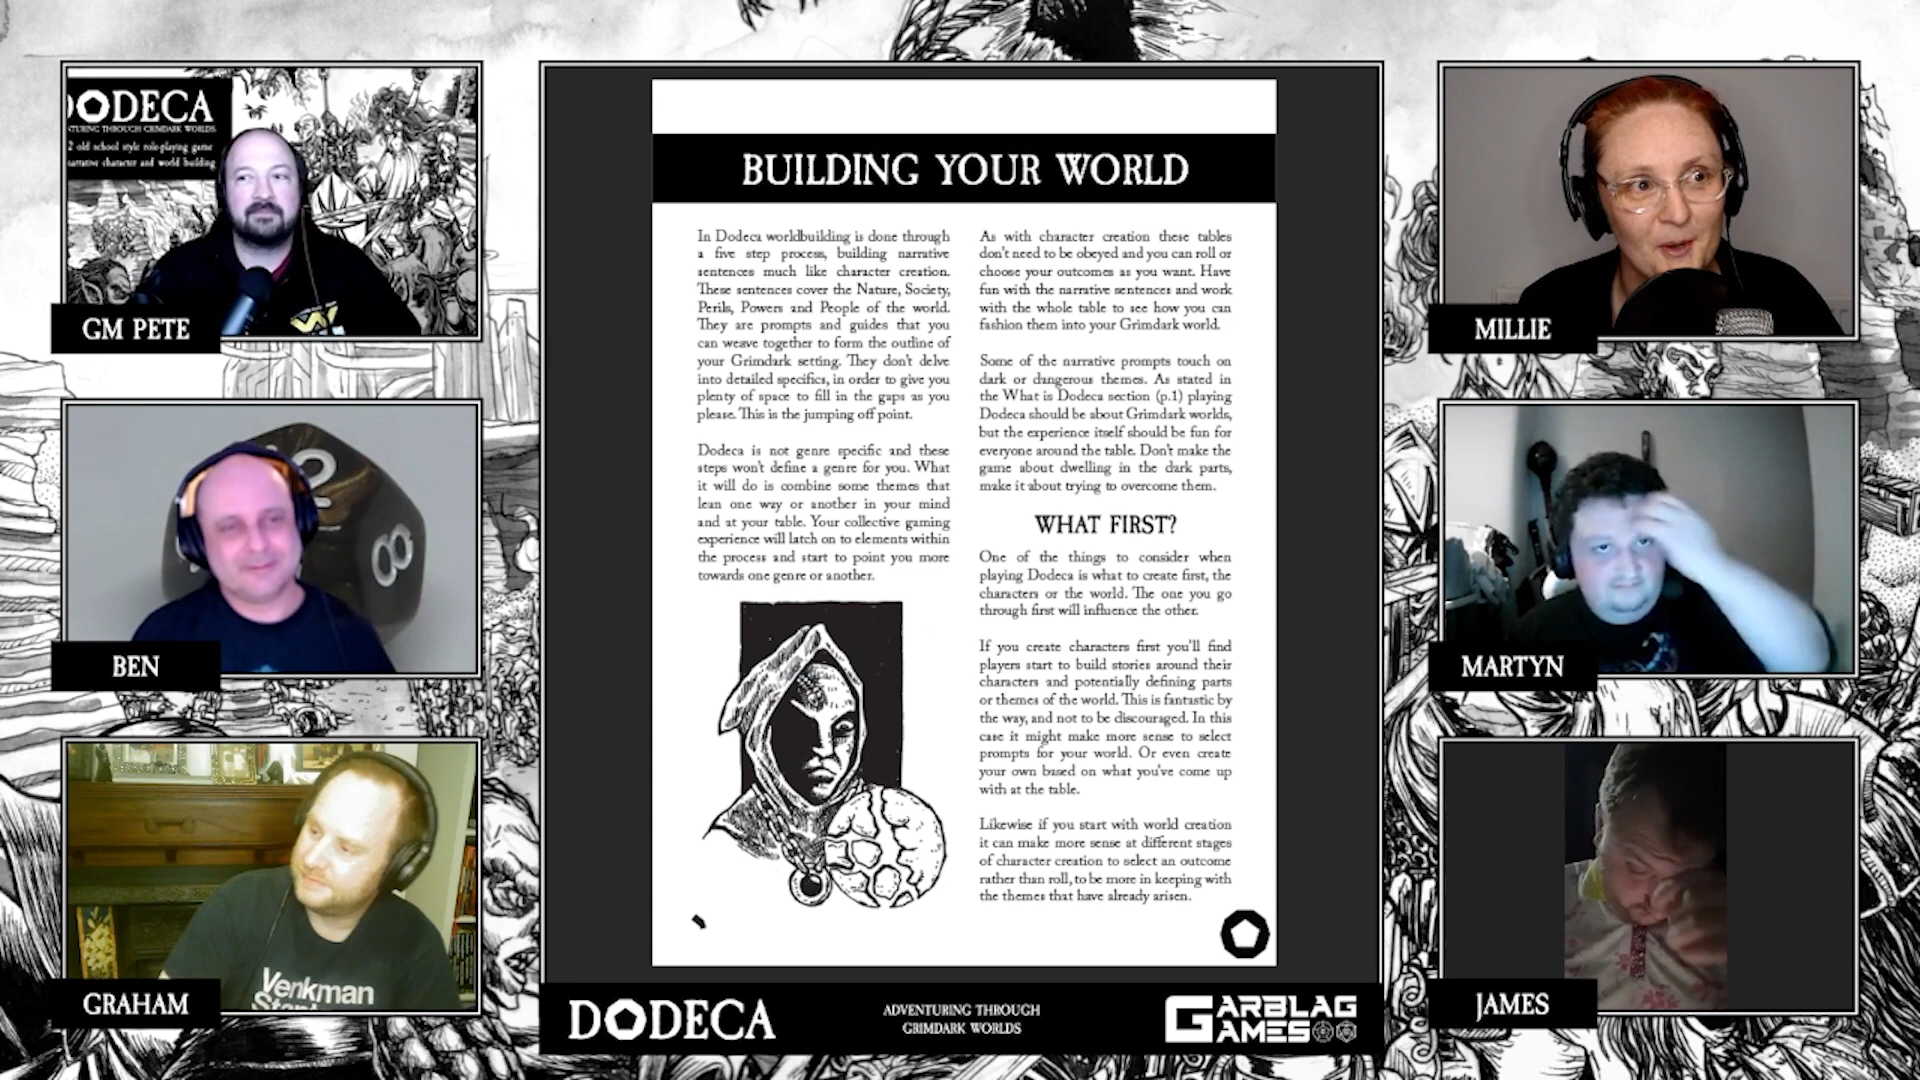 DODECA
ADVENTURING THROUGH GRIMDARK WORLDS
2 old school style role-playing game
narrative character and world building
GM PETE
BEN
2
8
GRAHAM
Venkman
BUILDING YOUR WORLD
In Dodeca worldbuilding is done through
a five step process, building narrative
sentences much like character creation.
These sentences cover the Nature, Society,
Perils, Powers and People of the world.
They are prompts and guides that you
can weave together to form the outline of
your Grimdark setting. They don't delve
into detailed specifics, in order to give you
plenty of space to fill in the gaps as you
please. This is the jumping off point.
Dodeca is not genre specific and these
steps won't define a genre for you. What
it will do is combine some themes that
lean one way or another in your mind
and at your table. Your collective gaming
experience will latch on to elements within
the process and start to point you more
towards one genre or another.
As with character creation these tables
don't need to be obeyed and you can roll or
choose your outcomes as you want. Have
fun with the narrative sentences and work
with the whole table to see how you can
fashion them into your Grimdark world.
Some of the narrative prompts touch on
dark or dangerous themes. As stated in
the What is Dodeca section (p.1) playing
Dodeca should be about Grimdark worlds,
but the experience itself should be fun for
everyone around the table. Don't make the
game about dwelling in the dark parts,
make it about trying to overcome them.
WHAT FIRST?
One of the things to consider when
playing Dodeca is what to create first, the
characters or the world. The one you go
through first will influence the other.
If you create characters first you'll find
players start to build stories around their
characters and potentially defining parts
or themes of the world. This is fantastic by
the way, and not to be discouraged. In this
case it might make more sense to select
prompts for your world. Or even create
your own based on what you've come up
with at the table.
Likewise if you start with world creation
it can make more sense at different stages
of character creation to select an outcome
rather than roll, to be more in keeping with
the themes that have already arisen.
DODECA
ADVENTURING THROUGH
GRIMDARK WORLDS
GARBLAG
GAMES
MILLIE
MARTYN
JAMES